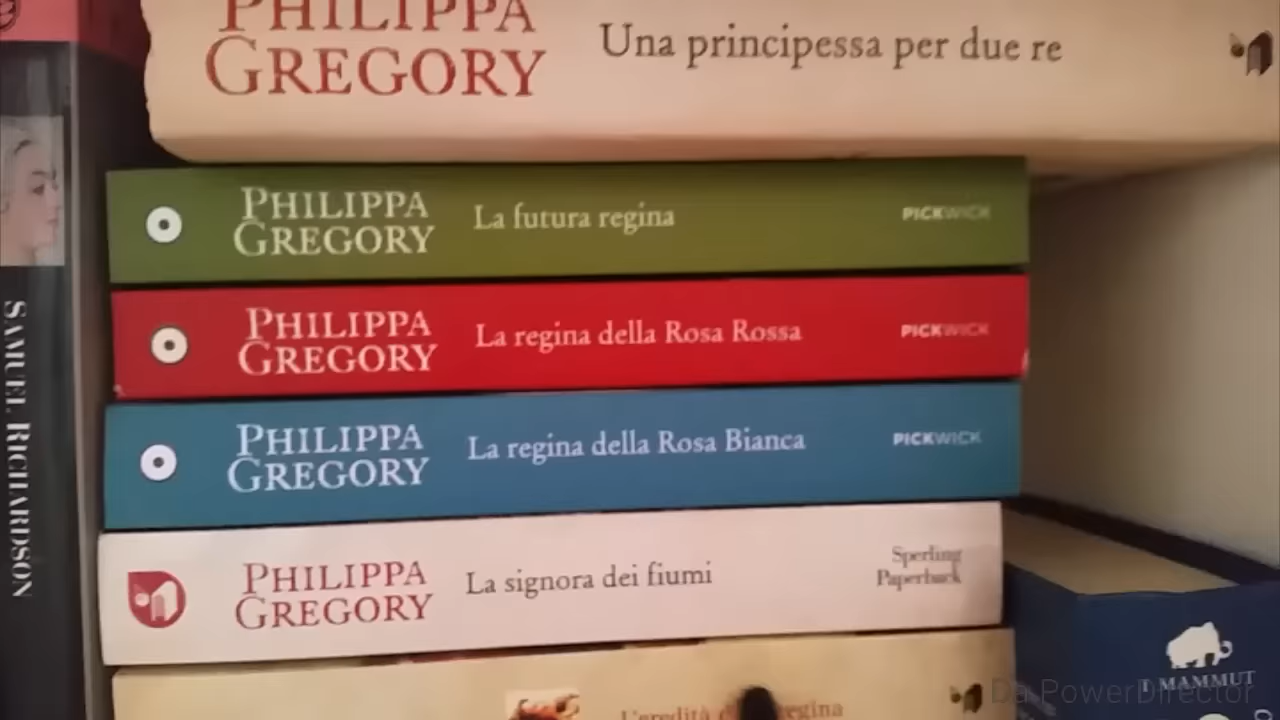 PHILIPPA
GREGORY
Una principessa per due re
PHILIPPA
GREGORY
La futura regina
PICKWICK
PHILIPPA
GREGORY
La regina della Rosa Rossa
PICKWICK
PHILIPPA
GREGORY
La regina della Rosa Bianca
PICKWICK
PHILIPPA
GREGORY
La signora dei fiumi
Sperling
Paperback
L'eredità
regina
SAMUEL RICHARDSON
I MAMMUT
Da PowerDirector